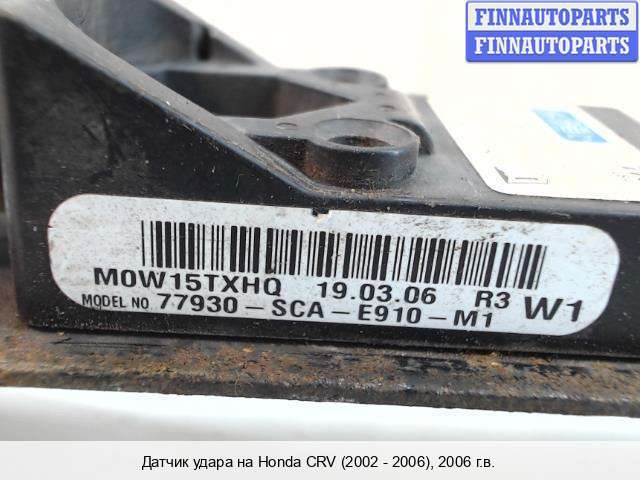 FINNAUTOPARTS
FINNAUTOPARTS
M0W15TXHQ 19.03.06 R3 W1
MODEL NO 77930-SCA-E910-M1
Датчик удара на Honda CRV (2002 - 2006), 2006 г.в.